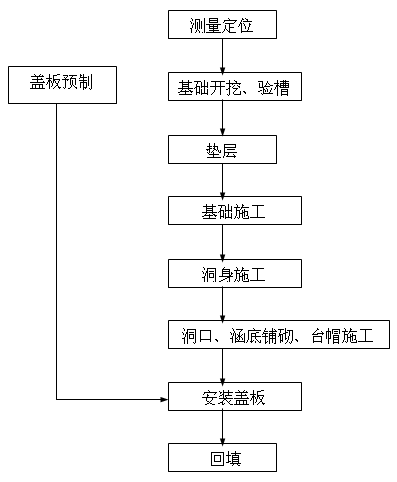 测量定位
盖板预制
基础开挖、验槽
垫层
基础施工
洞身施工
洞口、涵底铺砌、台帽施工
安装盖板
回填